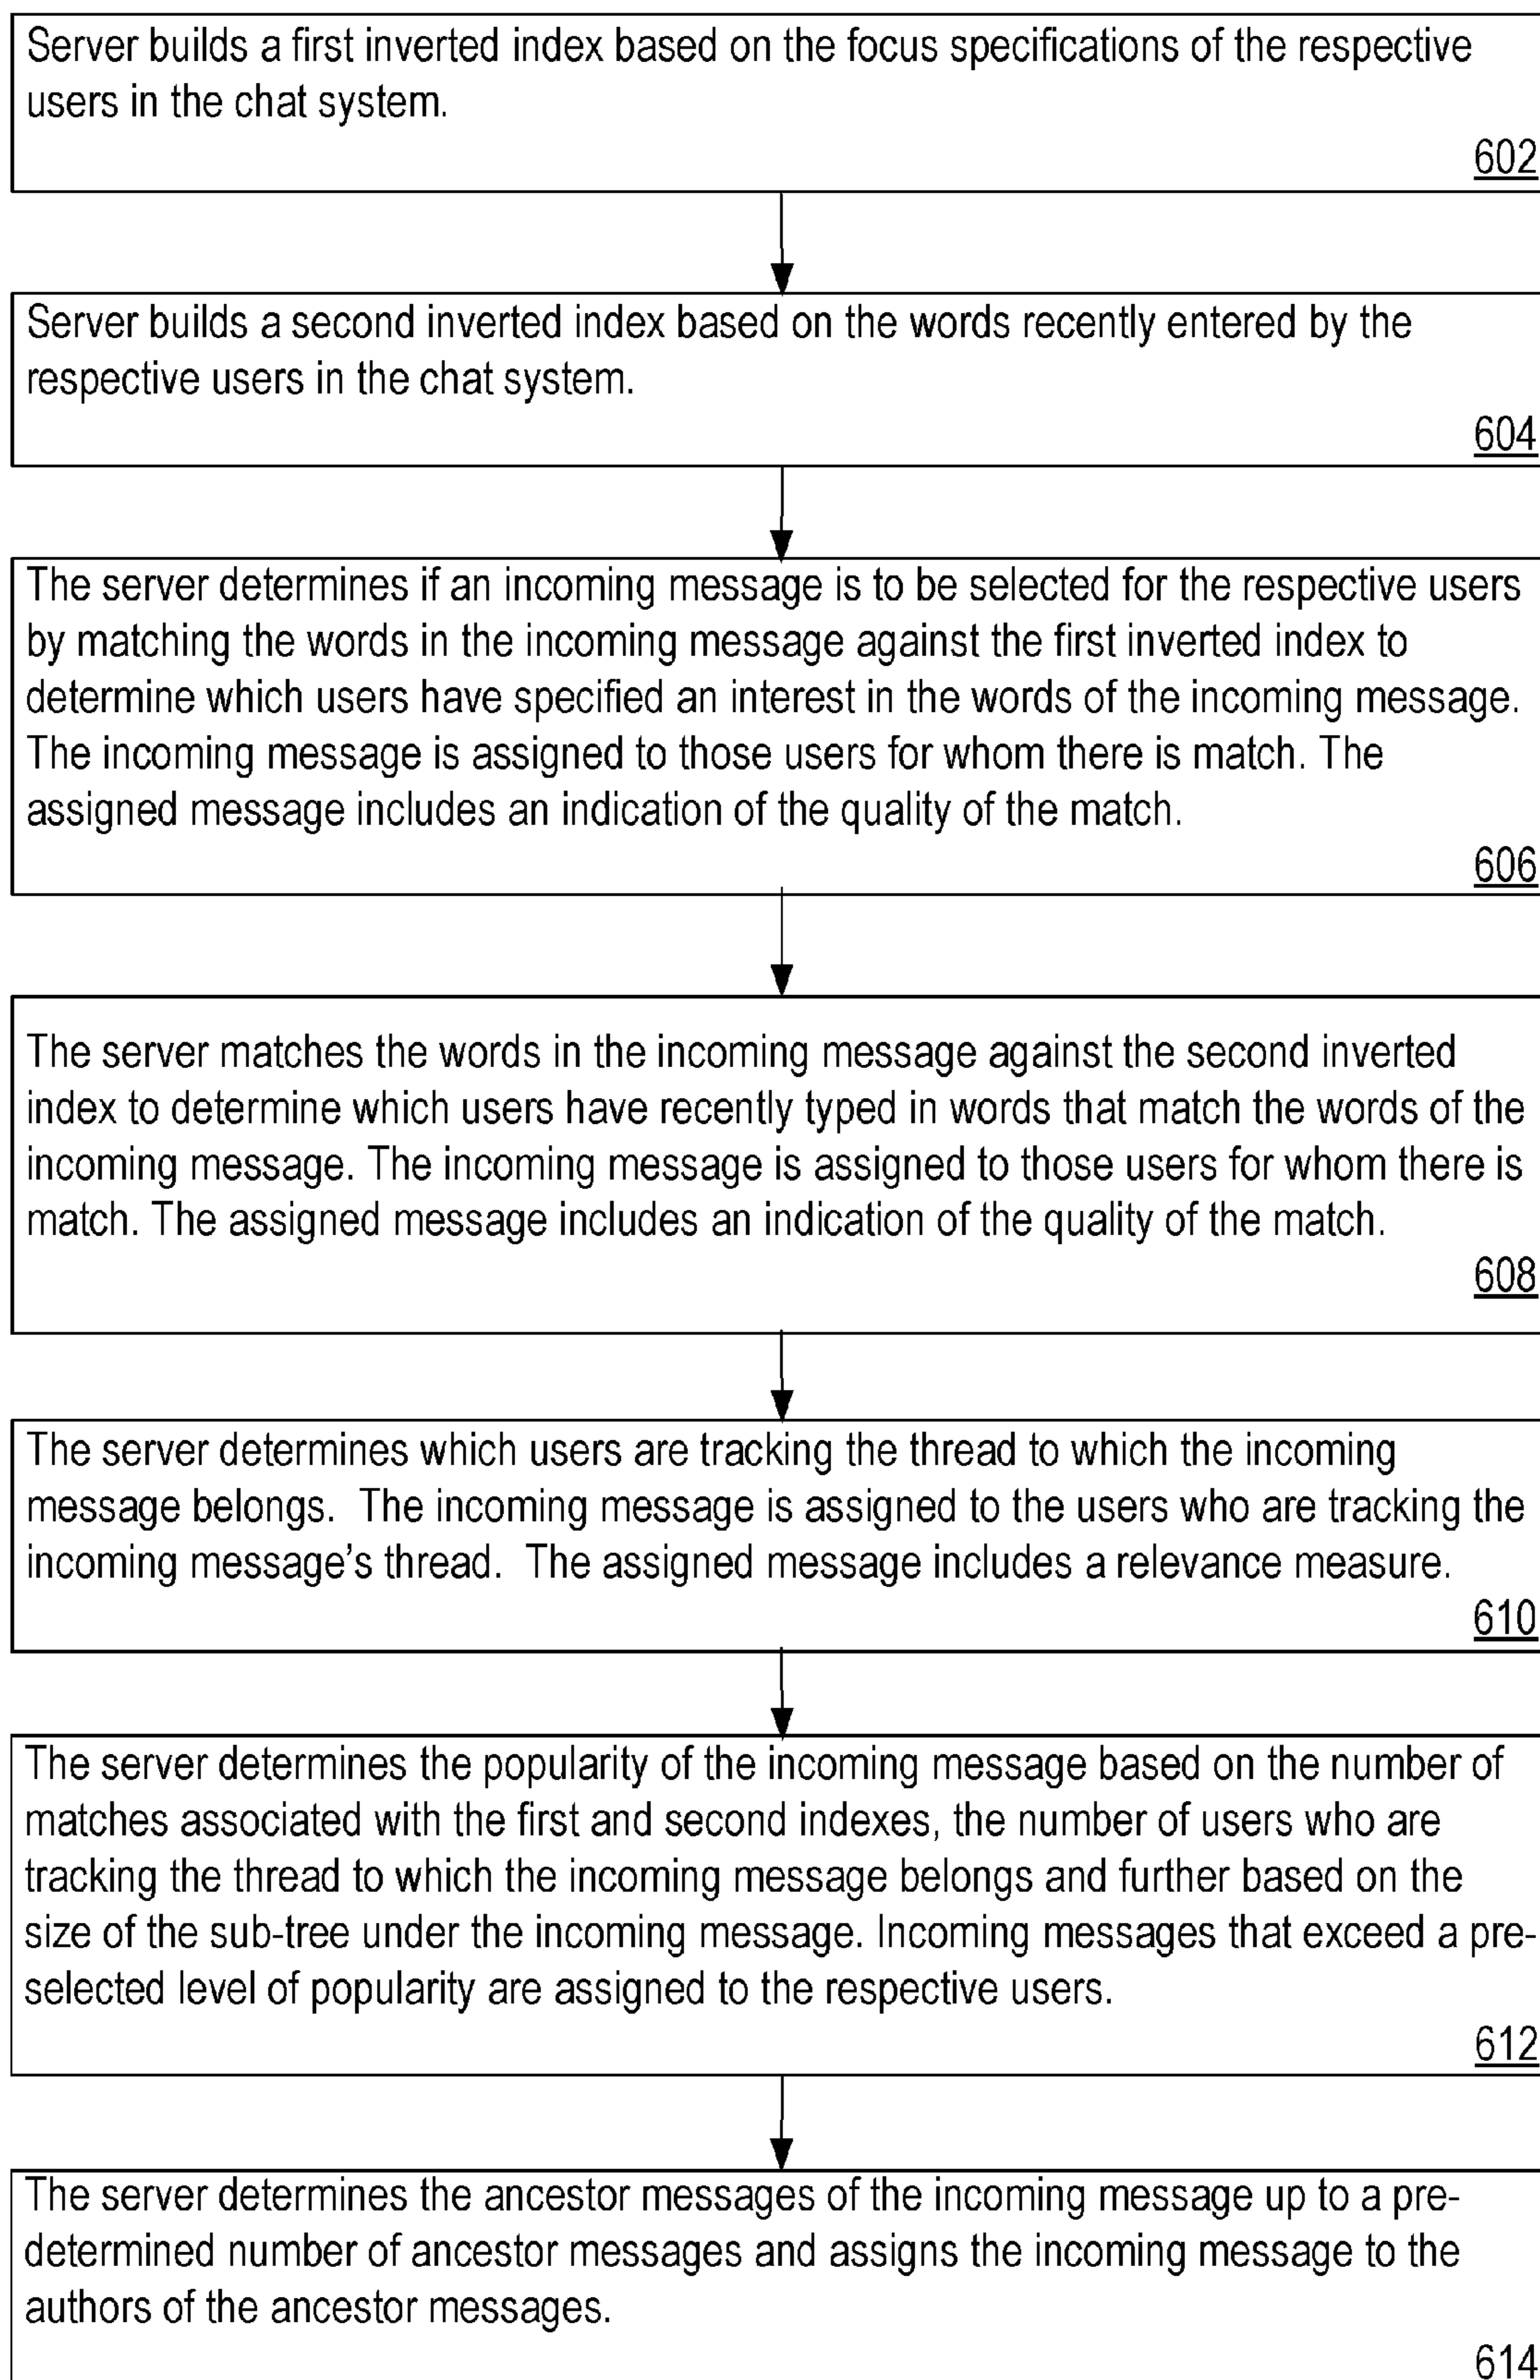 Server builds a first inverted index based on the focus specifications of the respective
users in the chat system.
602
Server builds a second inverted index based on the words recently entered by the
respective users in the chat system.
604
The server determines if an incoming message is to be selected for the respective users
by matching the words in the incoming message against the first inverted index to
determine which users have specified an interest in the words of the incoming message.
The incoming message is assigned to those users for whom there is match. The
assigned message includes an indication of the quality of the match.
606
The server matches the words in the incoming message against the second inverted
index to determine which users have recently typed in words that match the words of the
incoming message. The incoming message is assigned to those users for whom there is
match. The assigned message includes an indication of the quality of the match.
608
The server determines which users are tracking the thread to which the incoming
message belongs.  The incoming message is assigned to the users who are tracking the
incoming message's thread.  The assigned message includes a relevance measure.
610
The server determines the popularity of the incoming message based on the number of
matches associated with the first and second indexes, the number of users who are
tracking the thread to which the incoming message belongs and further based on the
size of the sub-tree under the incoming message. Incoming messages that exceed a pre-
selected level of popularity are assigned to the respective users.
612
The server determines the ancestor messages of the incoming message up to a pre-
determined number of ancestor messages and assigns the incoming message to the
authors of the ancestor messages.
614